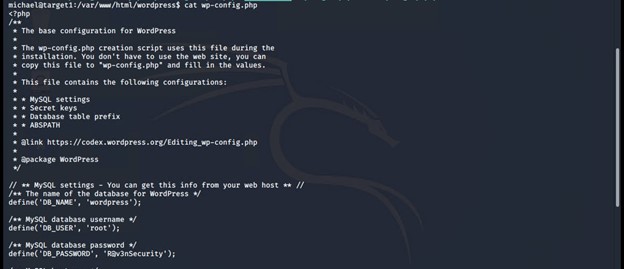 michael@target1:/var/www/html/wordpress$ cat wp-config.php
<?php
/**
 * The base configuration for WordPress
 *
 * The wp-config.php creation script uses this file during the
 * installation. You don't have to use the web site, you can
 * copy this file to "wp-config.php" and fill in the values.
 *
 * This file contains the following configurations:
 *
 * * MySQL settings
 * * Secret keys
 * * Database table prefix
 * * ABSPATH
 *
 * @link https://codex.wordpress.org/Editing_wp-config.php
 *
 * @package WordPress
 */
// ** MySQL settings - You can get this info from your web host ** //
/** The name of the database for WordPress */
define('DB_NAME', 'wordpress');
/** MySQL database username */
define('DB_USER', 'root');
/** MySQL database password */
define('DB_PASSWORD', 'R@v3nSecurity');